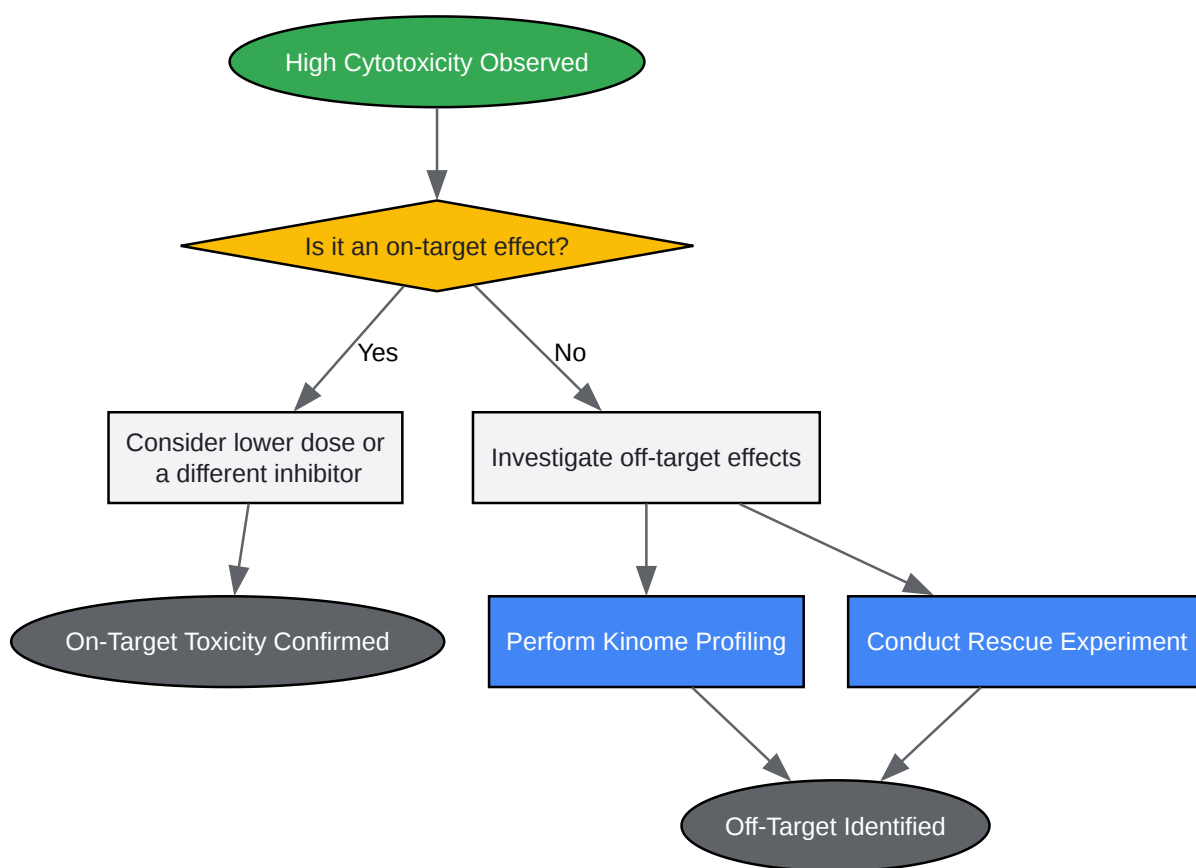 High Cytotoxicity Observed
Is it an on-target effect?
Yes
No
Consider lower dose or
a different inhibitor
Investigate off-target effects
On-Target Toxicity Confirmed
Perform Kinome Profiling
Conduct Rescue Experiment
Off-Target Identified